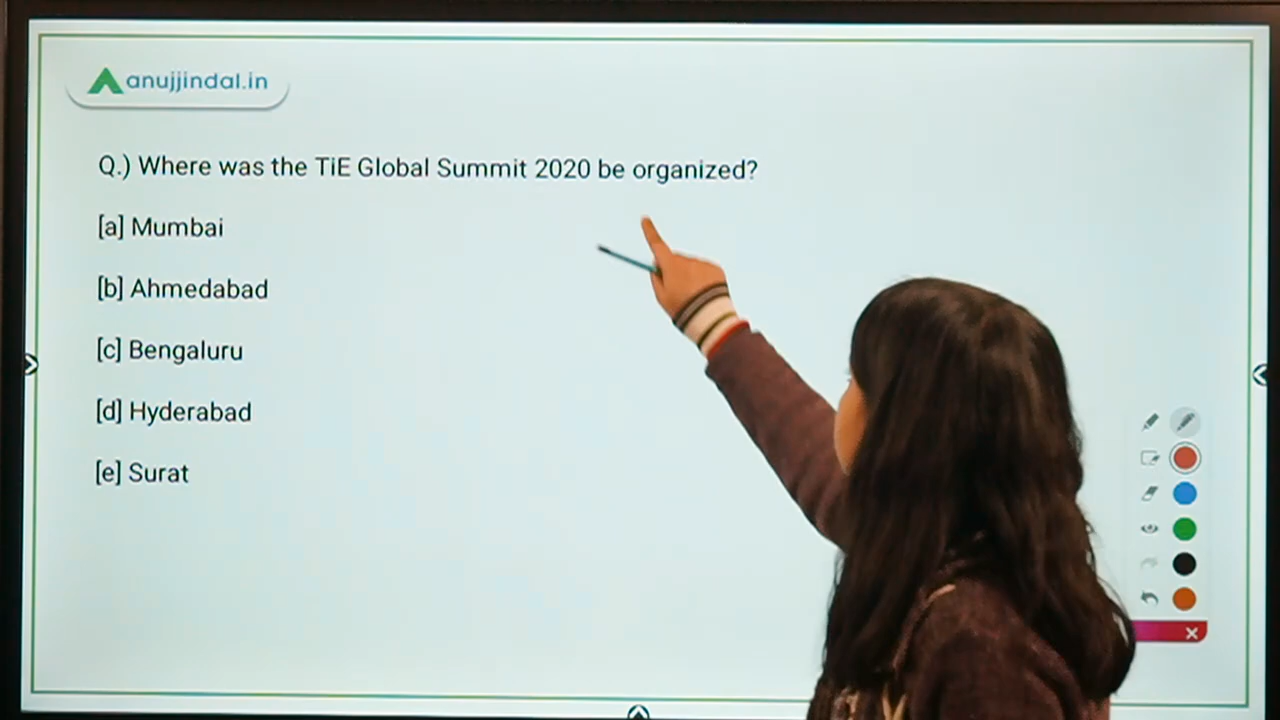 anujjindal.in
Q.) Where was the TiE Global Summit 2020 be organized?
[a] Mumbai
[b] Ahmedabad
[c] Bengaluru
[d] Hyderabad
[e] Surat